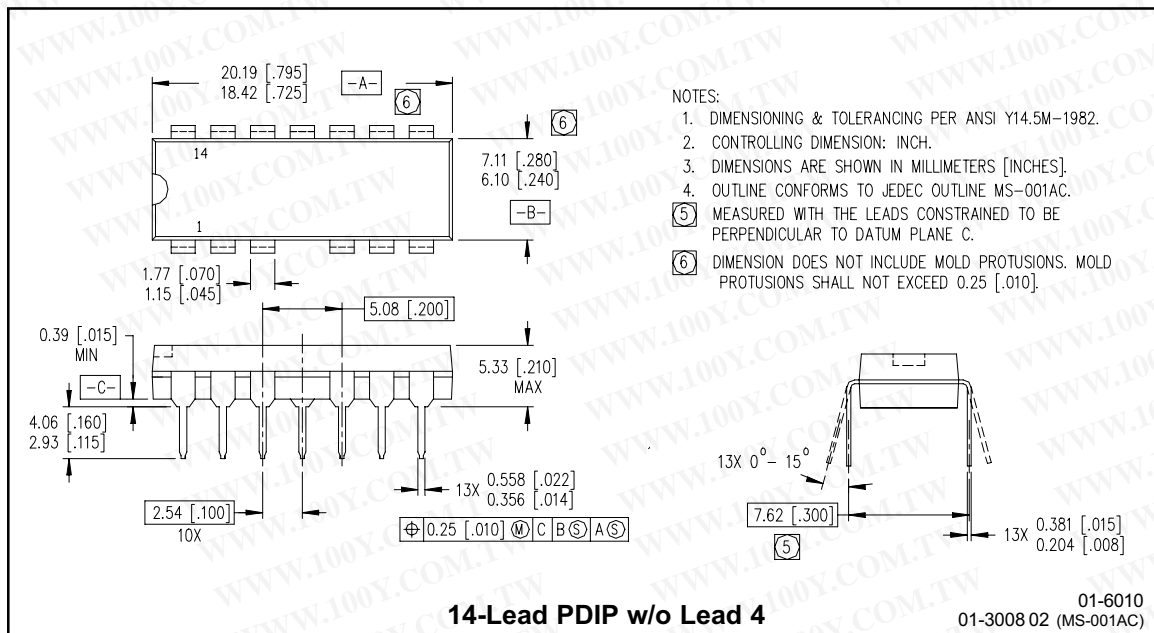 20.19 [.795]
18.42 [.725]
-A-
6
6
14
1
7.11 [.280]
6.10 [.240]
-B-
NOTES:
1. DIMENSIONING & TOLERANCING PER ANSI Y14.5M-1982.
2. CONTROLLING DIMENSION: INCH.
3. DIMENSIONS ARE SHOWN IN MILLIMETERS [INCHES].
4. OUTLINE CONFORMS TO JEDEC OUTLINE MS-001AC.
5 MEASURED WITH THE LEADS CONSTRAINED TO BE
PERPENDICULAR TO DATUM PLANE C.
6 DIMENSION DOES NOT INCLUDE MOLD PROTUSIONS. MOLD
PROTUSIONS SHALL NOT EXCEED 0.25 [.010].
1.77 [.070]
1.15 [.045]
5.08 [.200]
0.39 [.015]
MIN
-C-
5.33 [.210]
MAX
4.06 [.160]
2.93 [.115]
13X 0.558 [.022]
0.356 [.014]
2.54 [.100]
10X
⌖ 0.25 [.010] Ⓜ C B Ⓢ A Ⓢ
13X 0°- 15°
7.62 [.300]
5
13X 0.381 [.015]
0.204 [.008]
14-Lead PDIP w/o Lead 4
01-6010
01-3008 02 (MS-001AC)
WWW.100Y.COM.TW